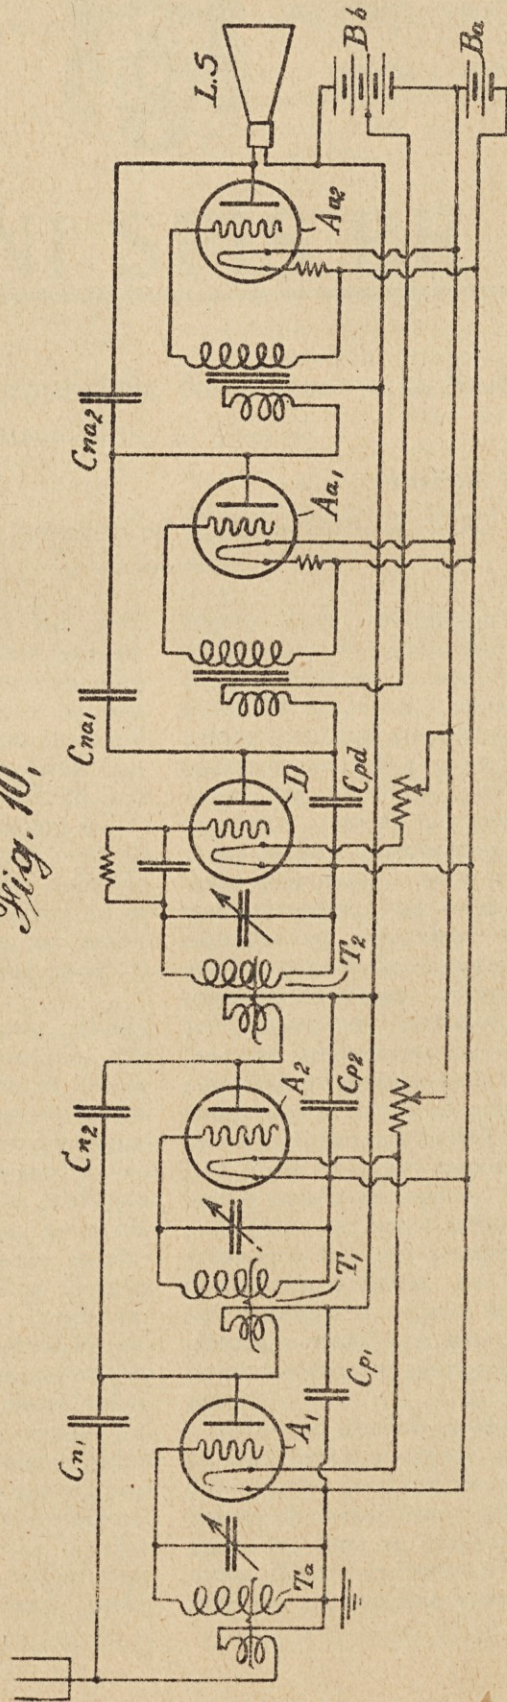 Fig. 10,
Cn1
Cn2
Cna1
Cna2
L.S
A1
A2
D
Aa1
Aa2
Ta
T1
T2
Cp1
Cp2
Cpd
Bb
Ba